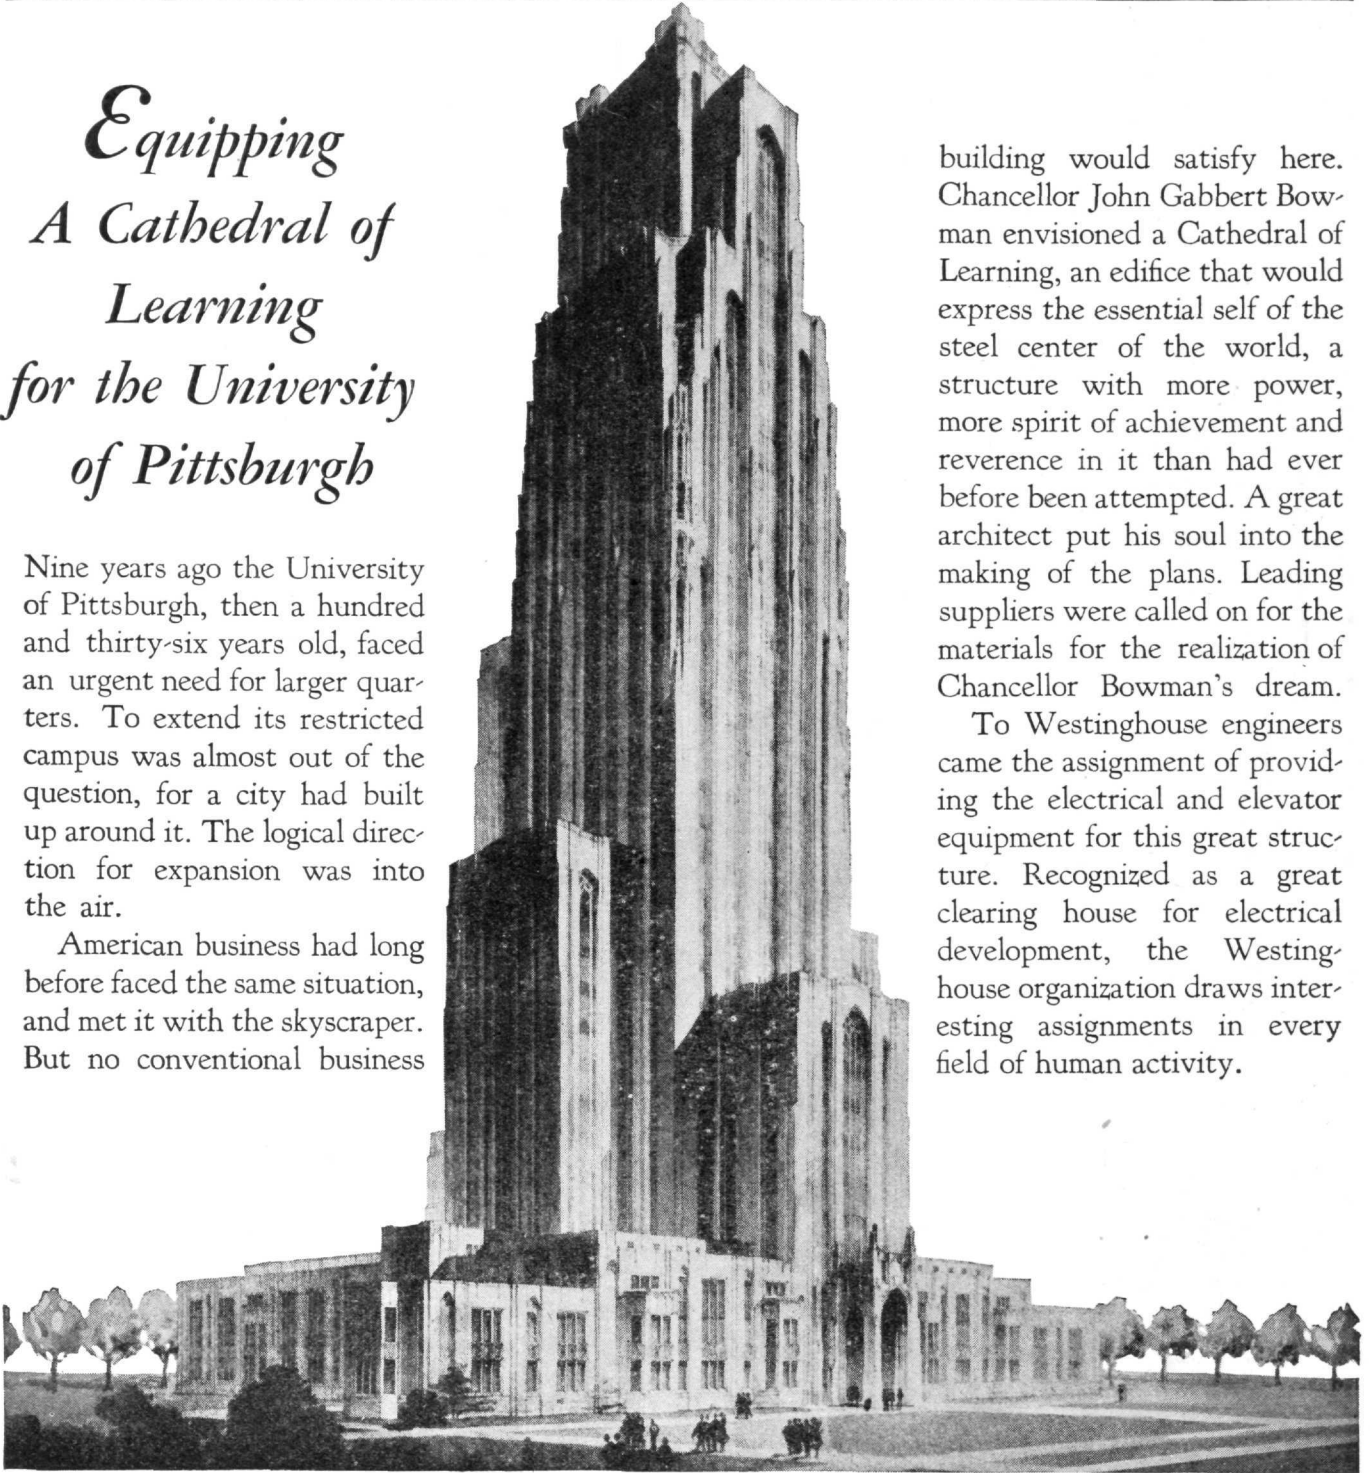 Equipping
A Cathedral of
Learning
for the University
of Pittsburgh
Nine years ago the University
of Pittsburgh, then a hundred
and thirty-six years old, faced
an urgent need for larger quar-
ters. To extend its restricted
campus was almost out of the
question, for a city had built
up around it. The logical direc-
tion for expansion was into
the air.
American business had long
before faced the same situation,
and met it with the skyscraper.
But no conventional business
building would satisfy here.
Chancellor John Gabbert Bow-
man envisioned a Cathedral of
Learning, an edifice that would
express the essential self of the
steel center of the world, a
structure with more power,
more spirit of achievement and
reverence in it than had ever
before been attempted. A great
architect put his soul into the
making of the plans. Leading
suppliers were called on for the
materials for the realization of
Chancellor Bowman's dream.
To Westinghouse engineers
came the assignment of provid-
ing the electrical and elevator
equipment for this great struc-
ture. Recognized as a great
clearing house for electrical
development, the Westing-
house organization draws inter-
esting assignments in every
field of human activity.